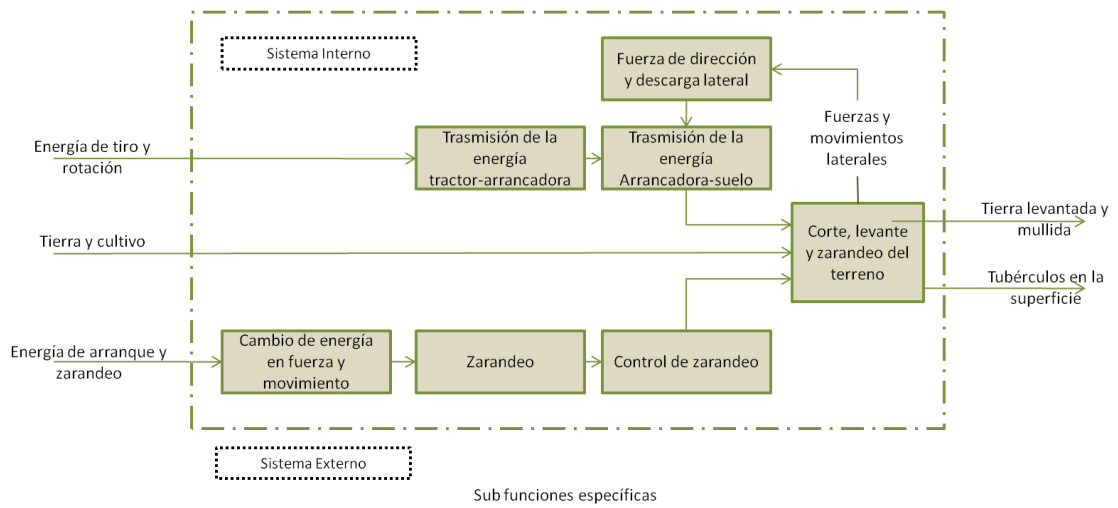 Sistema Interno
Fuerza de dirección
y descarga lateral
Fuerzas y
movimientos
laterales
Energía de tiro y
rotación
Trasmisión de la
energía
tractor-arrancadora
Trasmisión de la
energía
Arrancadora-suelo
Tierra levantada y
mullida
Tierra y cultivo
Corte, levante
y zarandeo del
terreno
Tubérculos en la
superficie
Energía de arranque y
zarandeo
Cambio de energía
en fuerza y
movimiento
Zarandeo
Control de zarandeo
Sistema Externo
Sub funciones específicas